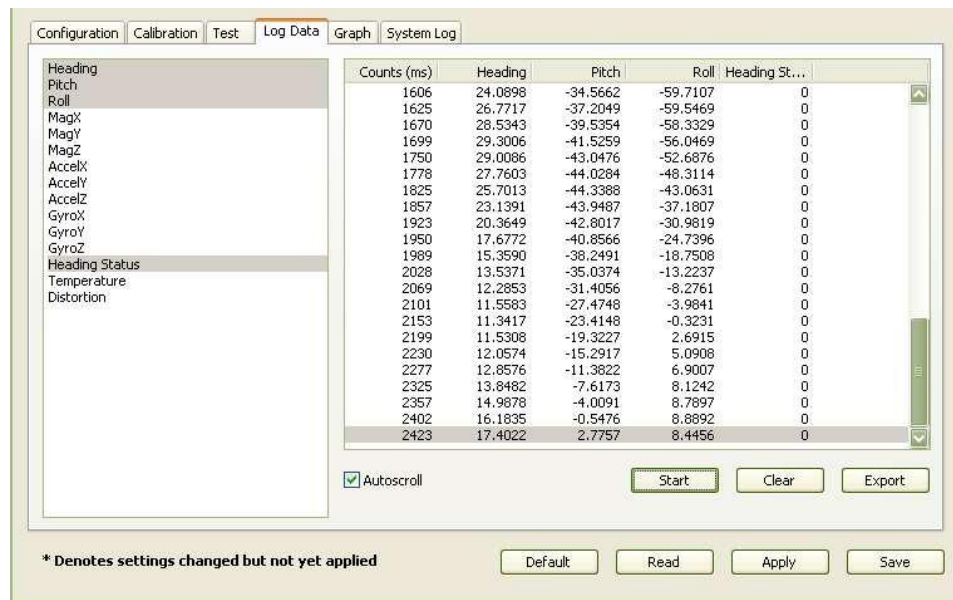 Configuration Calibration Test Log Data Graph System Log
Heading
Pitch
Roll
MagX
MagY
MagZ
AccelX
AccelY
AccelZ
GyroX
GyroY
GyroZ
Heading Status
Temperature
Distortion
Counts (ms) Heading Pitch Roll Heading St...
1606 24.0898 -34.5662 -59.7107 0
1625 26.7717 -37.2049 -59.5469 0
1670 28.5343 -39.5354 -58.3329 0
1699 29.3006 -41.5259 -56.0469 0
1750 29.0086 -43.0476 -52.6876 0
1778 27.7603 -44.0284 -48.3114 0
1825 25.7013 -44.3388 -43.0631 0
1857 23.1391 -43.9487 -37.1807 0
1923 20.3649 -42.8017 -30.9819 0
1950 17.6772 -40.8566 -24.7396 0
1989 15.3590 -38.2491 -18.7508 0
2028 13.5371 -35.0374 -13.2237 0
2069 12.2853 -31.4056 -8.2761 0
2101 11.5583 -27.4748 -3.9841 0
2153 11.3417 -23.4148 -0.3231 0
2199 11.5308 -19.3227 2.6915 0
2230 12.0574 -15.2917 5.0908 0
2277 12.8576 -11.3822 6.9007 0
2325 13.8482 -7.6173 8.1242 0
2357 14.9878 -4.0091 8.7897 0
2402 16.1835 -0.5476 8.8892 0
2423 17.4022 2.7757 8.4456 0
Autoscroll Start Clear Export
* Denotes settings changed but not yet applied Default Read Apply Save